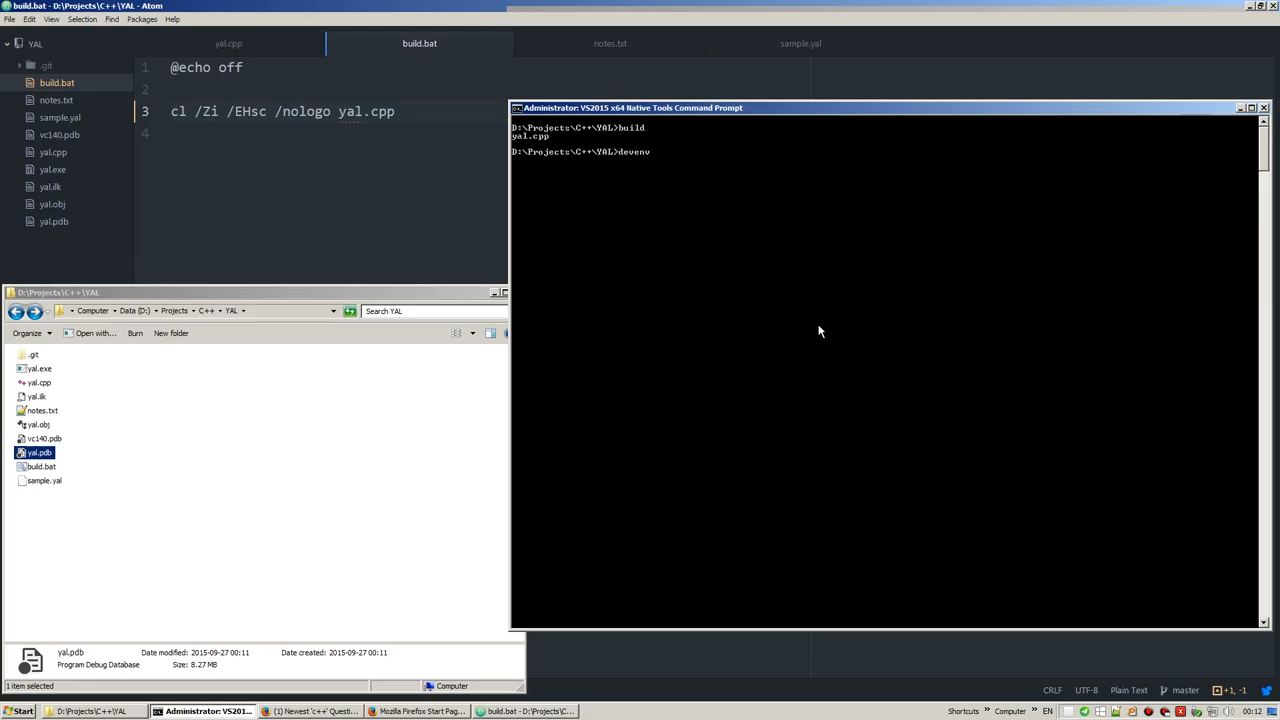 build.bat - D:\Projects\C++\YAL - Atom
File Edit View Selection Find Packages Help
YAL
yal.cpp
build.bat
notes.txt
sample.yal
.git
build.bat
notes.txt
sample.yal
vc140.pdb
yal.cpp
yal.exe
yal.ilk
yal.obj
yal.pdb
1 @echo off
2
3 cl /Zi /EHsc /nologo yal.cpp
4
Administrator: VS2015 x64 Native Tools Command Prompt
D:\Projects\C++\YAL>build
yal.cpp
D:\Projects\C++\YAL>devenv
D:\Projects\C++\YAL
Computer Data (D:) Projects C++ YAL
Search YAL
Organize Open with... Burn New folder
.git
yal.exe
yal.cpp
yal.ilk
notes.txt
yal.obj
vc140.pdb
yal.pdb
build.bat
sample.yal
yal.pdb Date modified: 2015-09-27 00:11 Date created: 2015-09-27 00:11
Program Debug Database Size: 8.27 MB
1 item selected
Computer
CRLF UTF-8 Plain Text master +1, -1
Start
D:\Projects\C++\YAL
Administrator: VS201...
(1) Newest 'c++' Questi...
Mozilla Firefox Start Pag...
build.bat - D:\Projects\C...
Shortcuts » Computer » EN
00:12